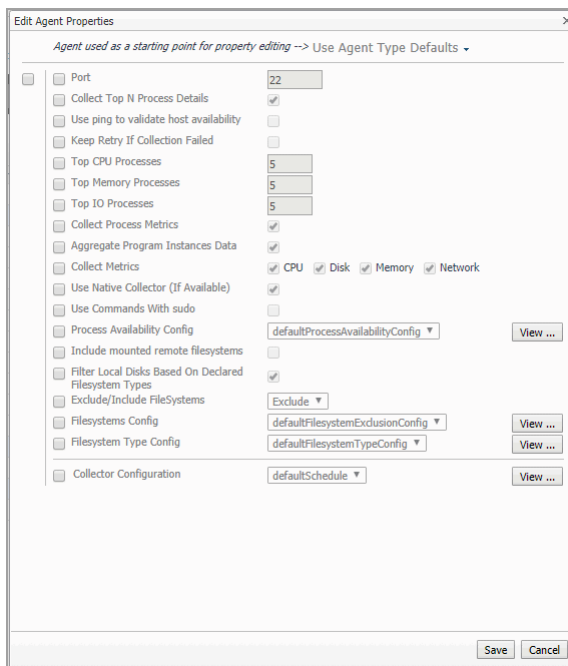 Edit Agent Properties
Agent used as a starting point for property editing --> Use Agent Type Defaults
Port 22
Collect Top N Process Details
Use ping to validate host availability
Keep Retry If Collection Failed
Top CPU Processes 5
Top Memory Processes 5
Top IO Processes 5
Collect Process Metrics
Aggregate Program Instances Data
Collect Metrics CPU Disk Memory Network
Use Native Collector (If Available)
Use Commands With sudo
Process Availability Config defaultProcessAvailabilityConfig View ...
Include mounted remote filesystems
Filter Local Disks Based On Declared
Filesystem Types
Exclude/Include FileSystems Exclude
Filesystems Config defaultFilesystemExclusionConfig View ...
Filesystem Type Config defaultFilesystemTypeConfig View ...
Collector Configuration defaultSchedule View ...
Save Cancel